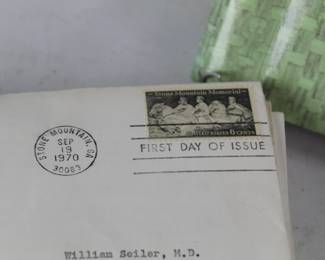 Stone Mountain Memorial
United States 6 cents
STONE MOUNTAIN, GA
SEP
19
1970
30083
FIRST DAY OF ISSUE
William Seiler, M.D.